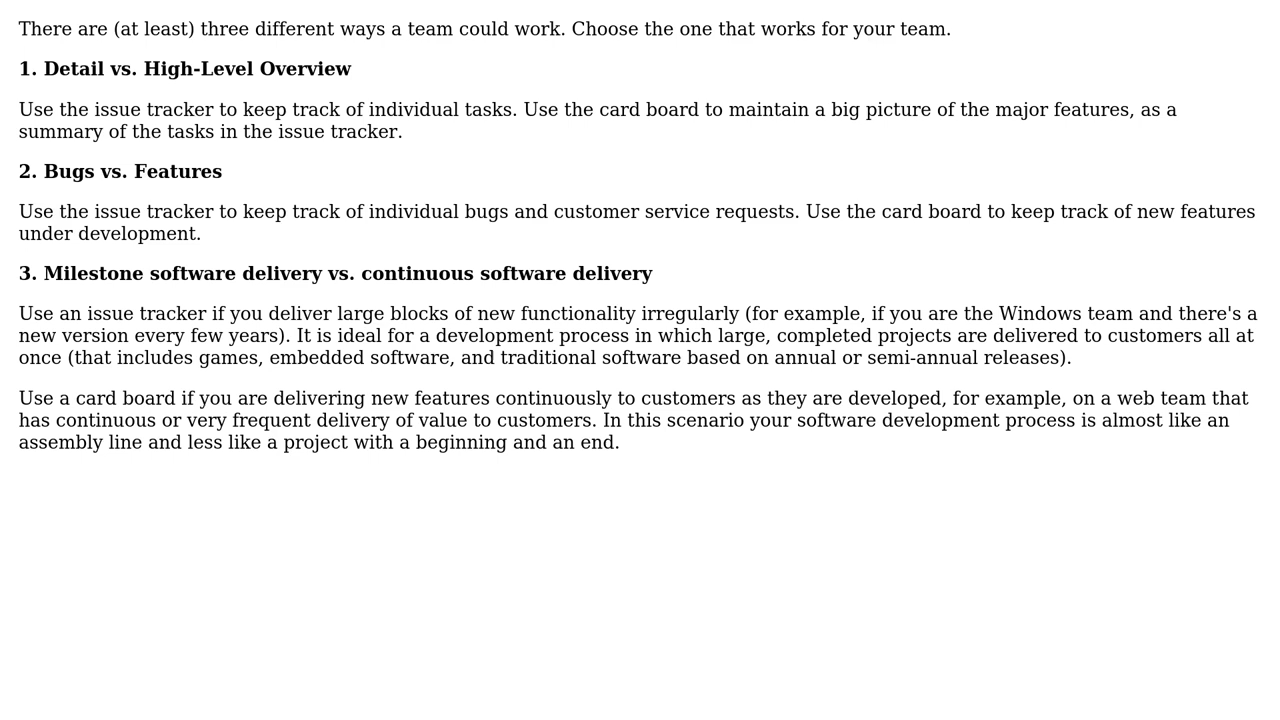 There are (at least) three different ways a team could work. Choose the one that works for your team.
1. Detail vs. High-Level Overview
Use the issue tracker to keep track of individual tasks. Use the card board to maintain a big picture of the major features, as a
summary of the tasks in the issue tracker.
2. Bugs vs. Features
Use the issue tracker to keep track of individual bugs and customer service requests. Use the card board to keep track of new features
under development.
3. Milestone software delivery vs. continuous software delivery
Use an issue tracker if you deliver large blocks of new functionality irregularly (for example, if you are the Windows team and there's a
new version every few years). It is ideal for a development process in which large, completed projects are delivered to customers all at
once (that includes games, embedded software, and traditional software based on annual or semi-annual releases).
Use a card board if you are delivering new features continuously to customers as they are developed, for example, on a web team that
has continuous or very frequent delivery of value to customers. In this scenario your software development process is almost like an
assembly line and less like a project with a beginning and an end.